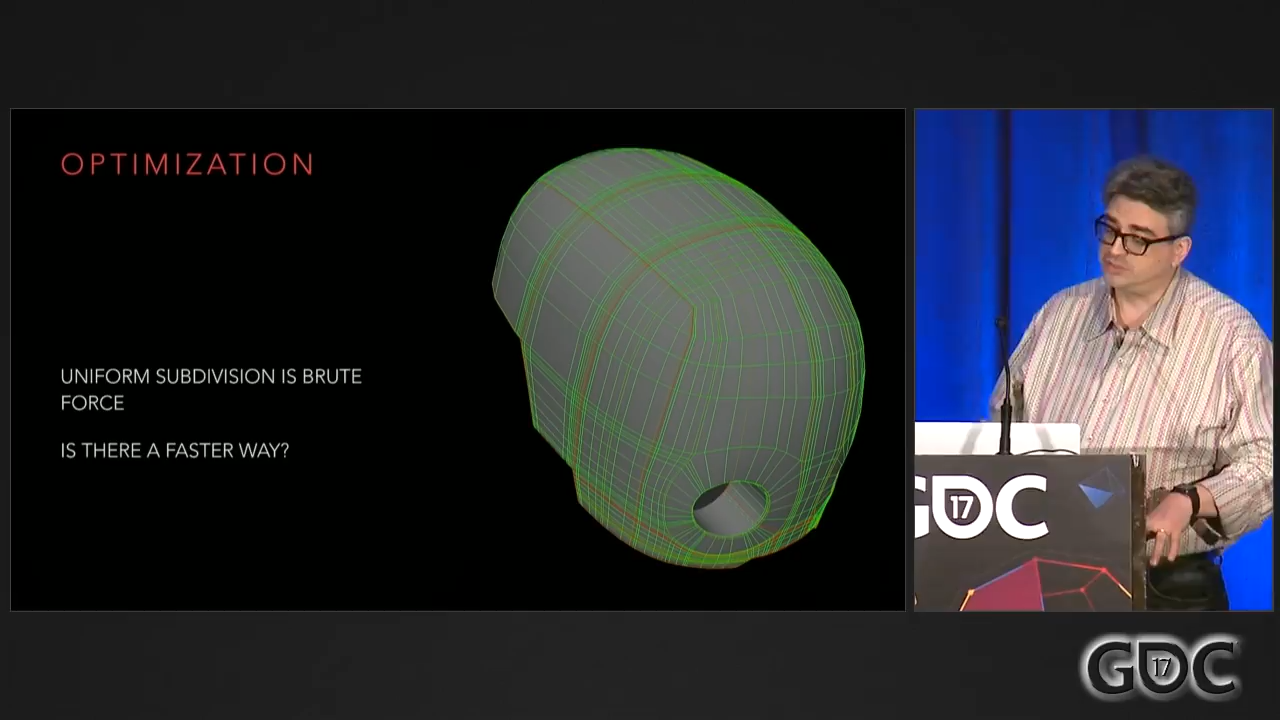 OPTIMIZATION
UNIFORM SUBDIVISION IS BRUTE
FORCE
IS THERE A FASTER WAY?
GDC
17
GDC
17